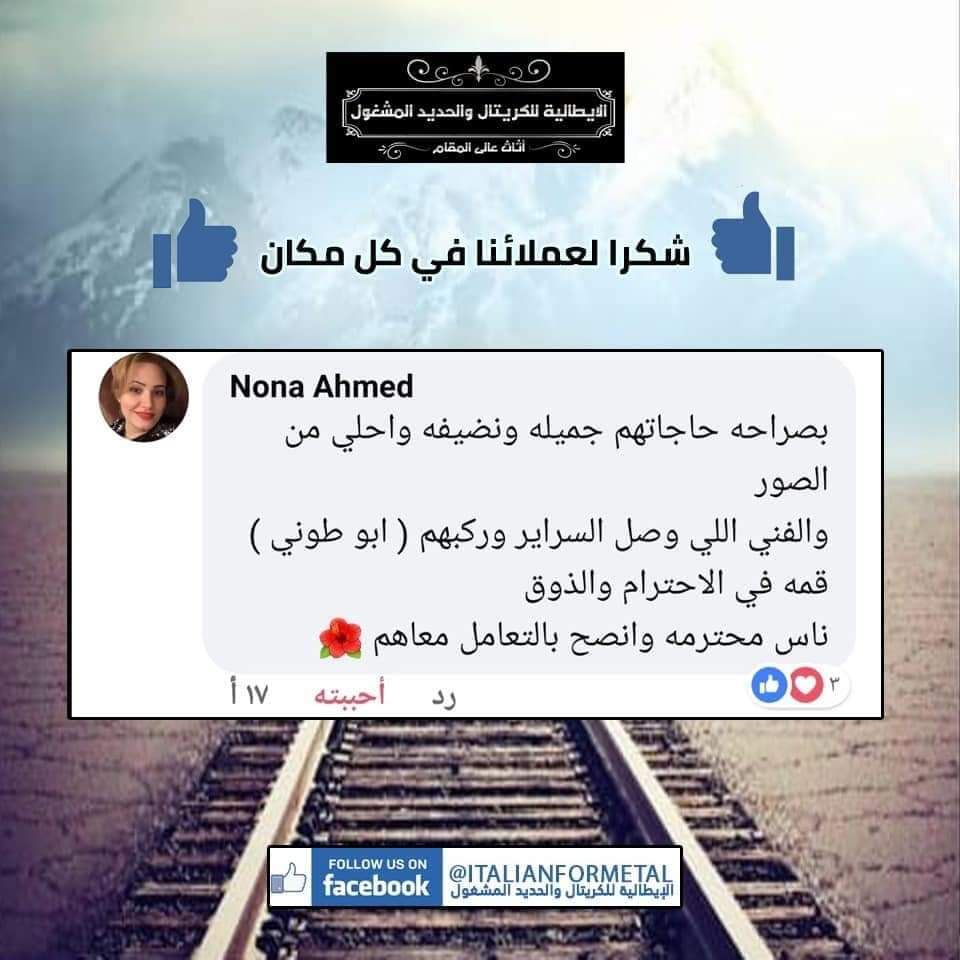 الايطالية للكريتال والحديد المشغول
أثاث عالى المقام
شكرا لعملائنا في كل مكان
Nona Ahmed
بصراحه حاجاتهم جميله ونضيفه واحلي من
الصور
والفني اللي وصل السراير وركبهم ( ابو طوني )
قمه في الاحترام والذوق
ناس محترمه وانصح بالتعامل معاهم
٣ رد أحببته ١٧ أ
FOLLOW US ON
facebook
@ITALIANFORMETAL
الإيطالية للكريتال والحديد المشغول